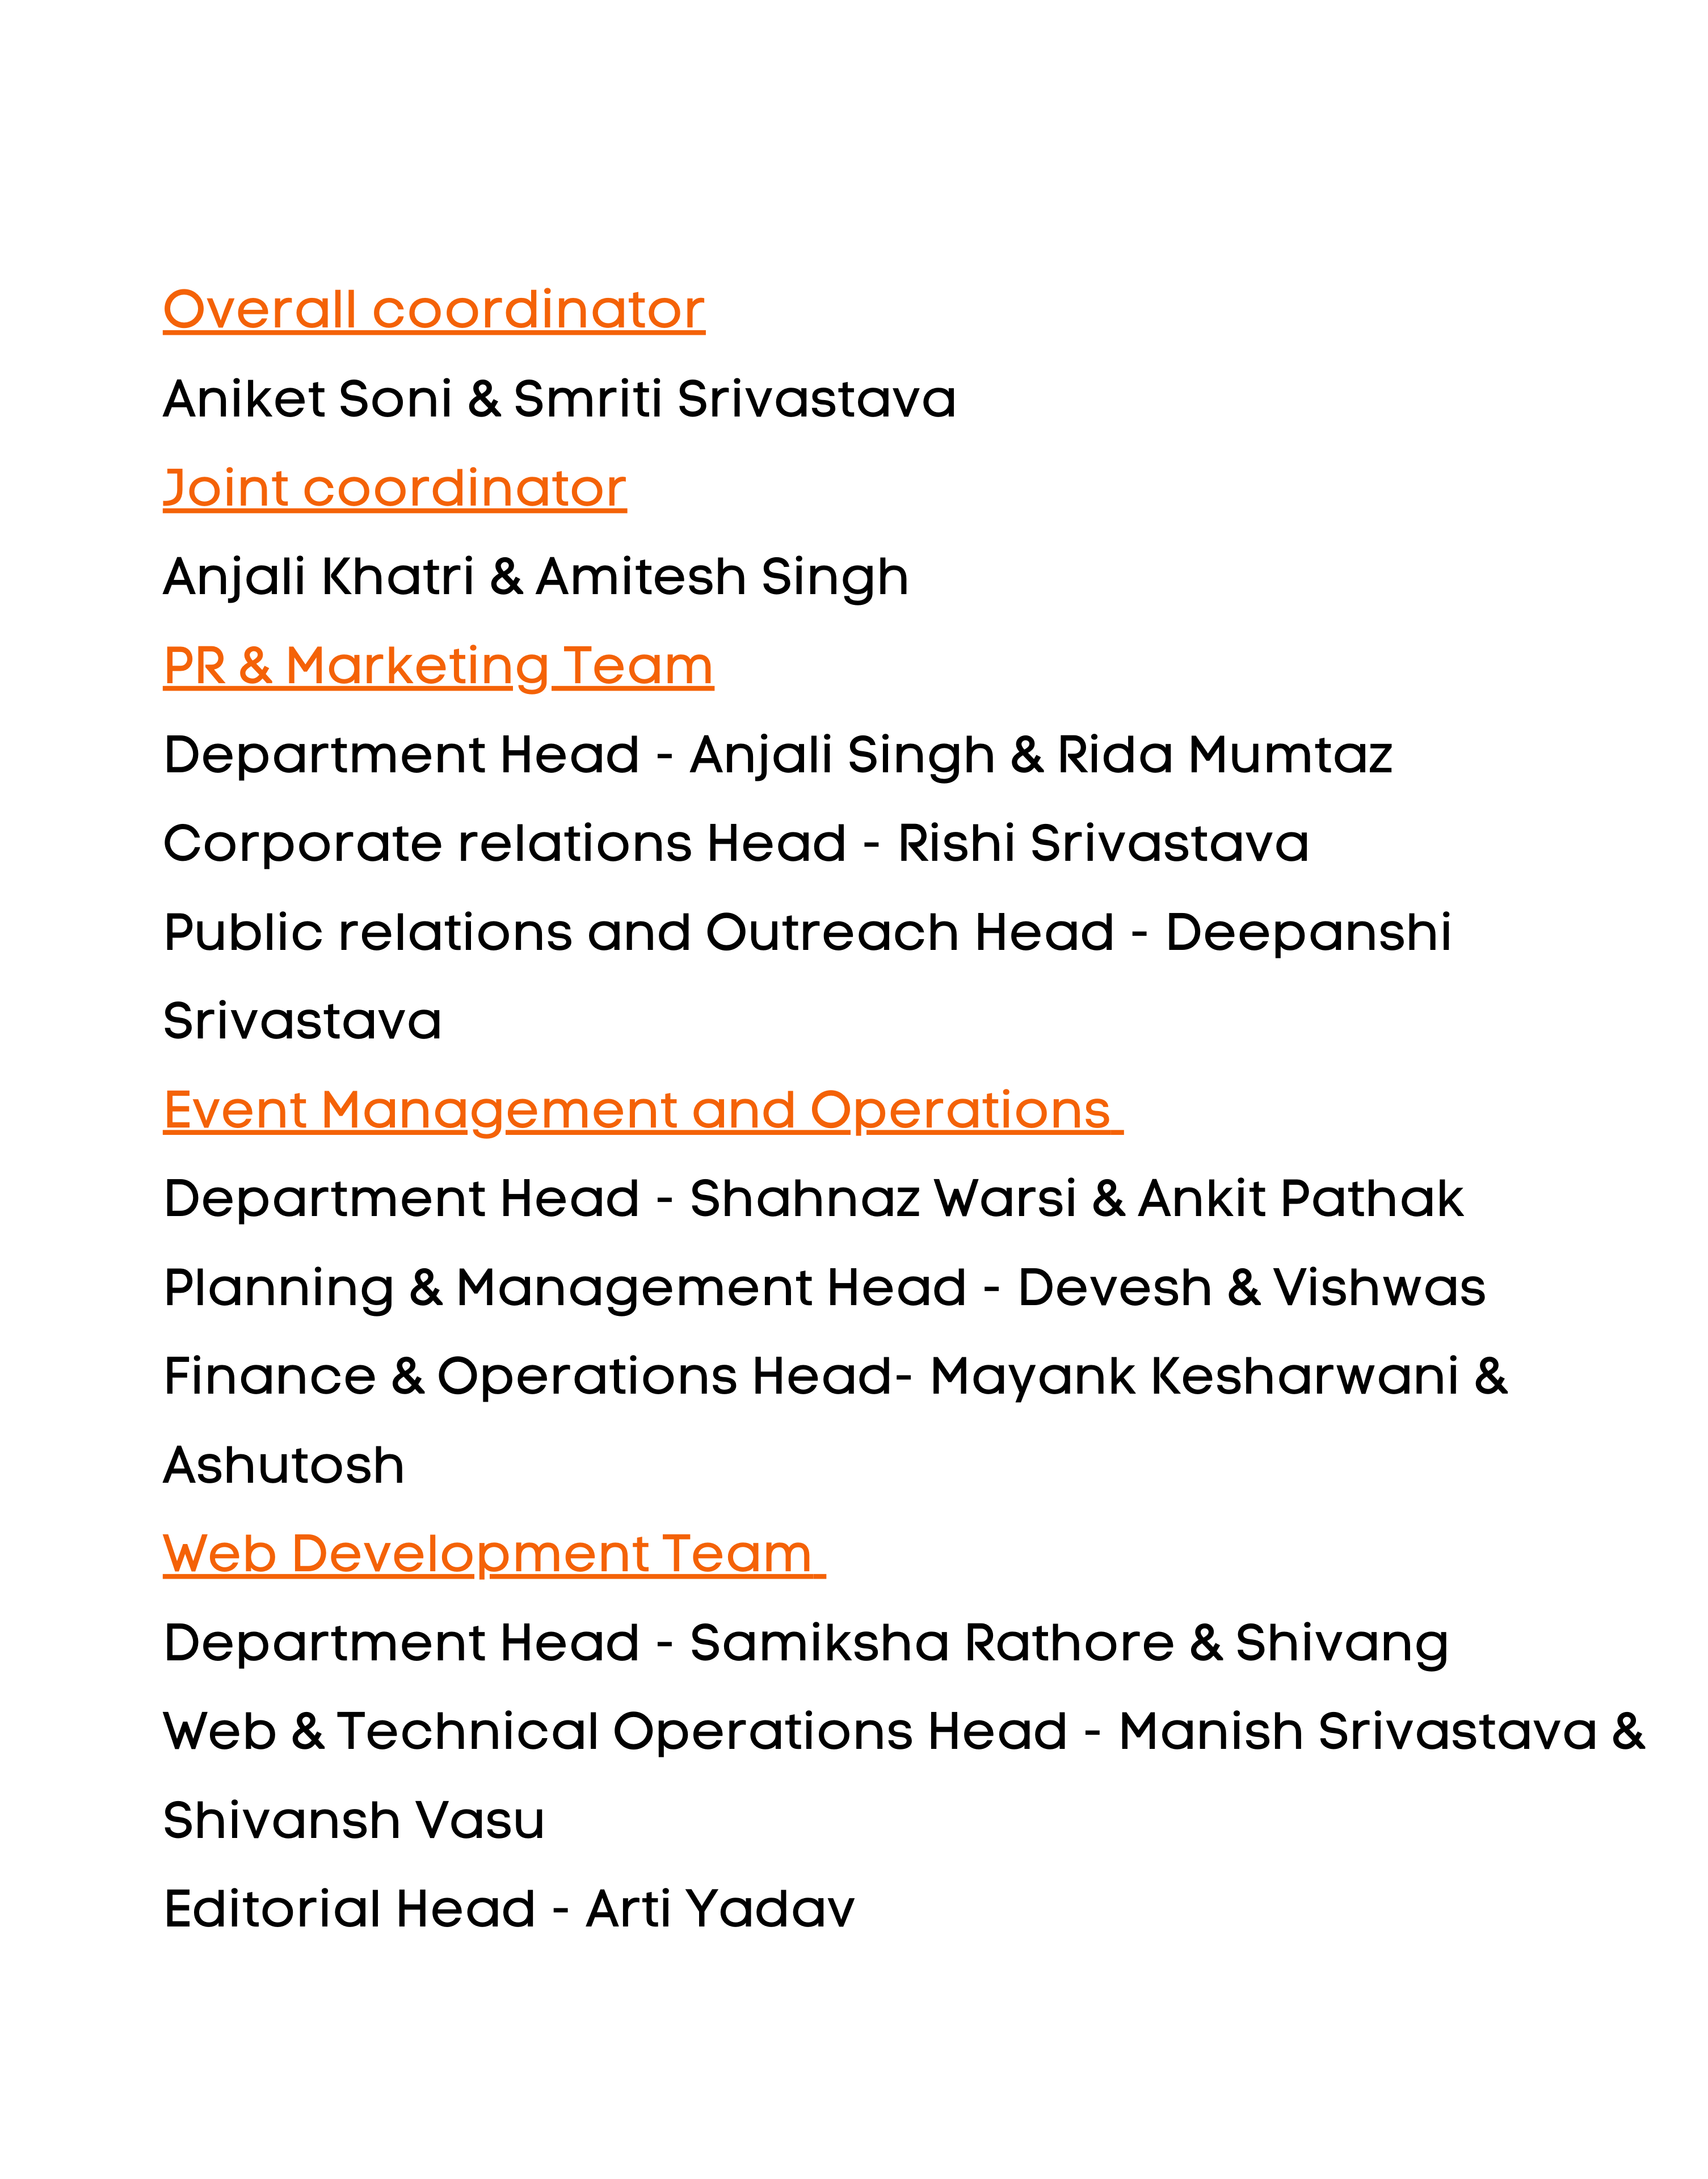 Overall coordinator
Aniket Soni & Smriti Srivastava
Joint coordinator
Anjali Khatri & Amitesh Singh
PR & Marketing Team
Department Head - Anjali Singh & Rida Mumtaz
Corporate relations Head - Rishi Srivastava
Public relations and Outreach Head - Deepanshi
Srivastava
Event Management and Operations
Department Head - Shahnaz Warsi & Ankit Pathak
Planning & Management Head - Devesh & Vishwas
Finance & Operations Head- Mayank Kesharwani &
Ashutosh
Web Development Team
Department Head - Samiksha Rathore & Shivang
Web & Technical Operations Head - Manish Srivastava &
Shivansh Vasu
Editorial Head - Arti Yadav